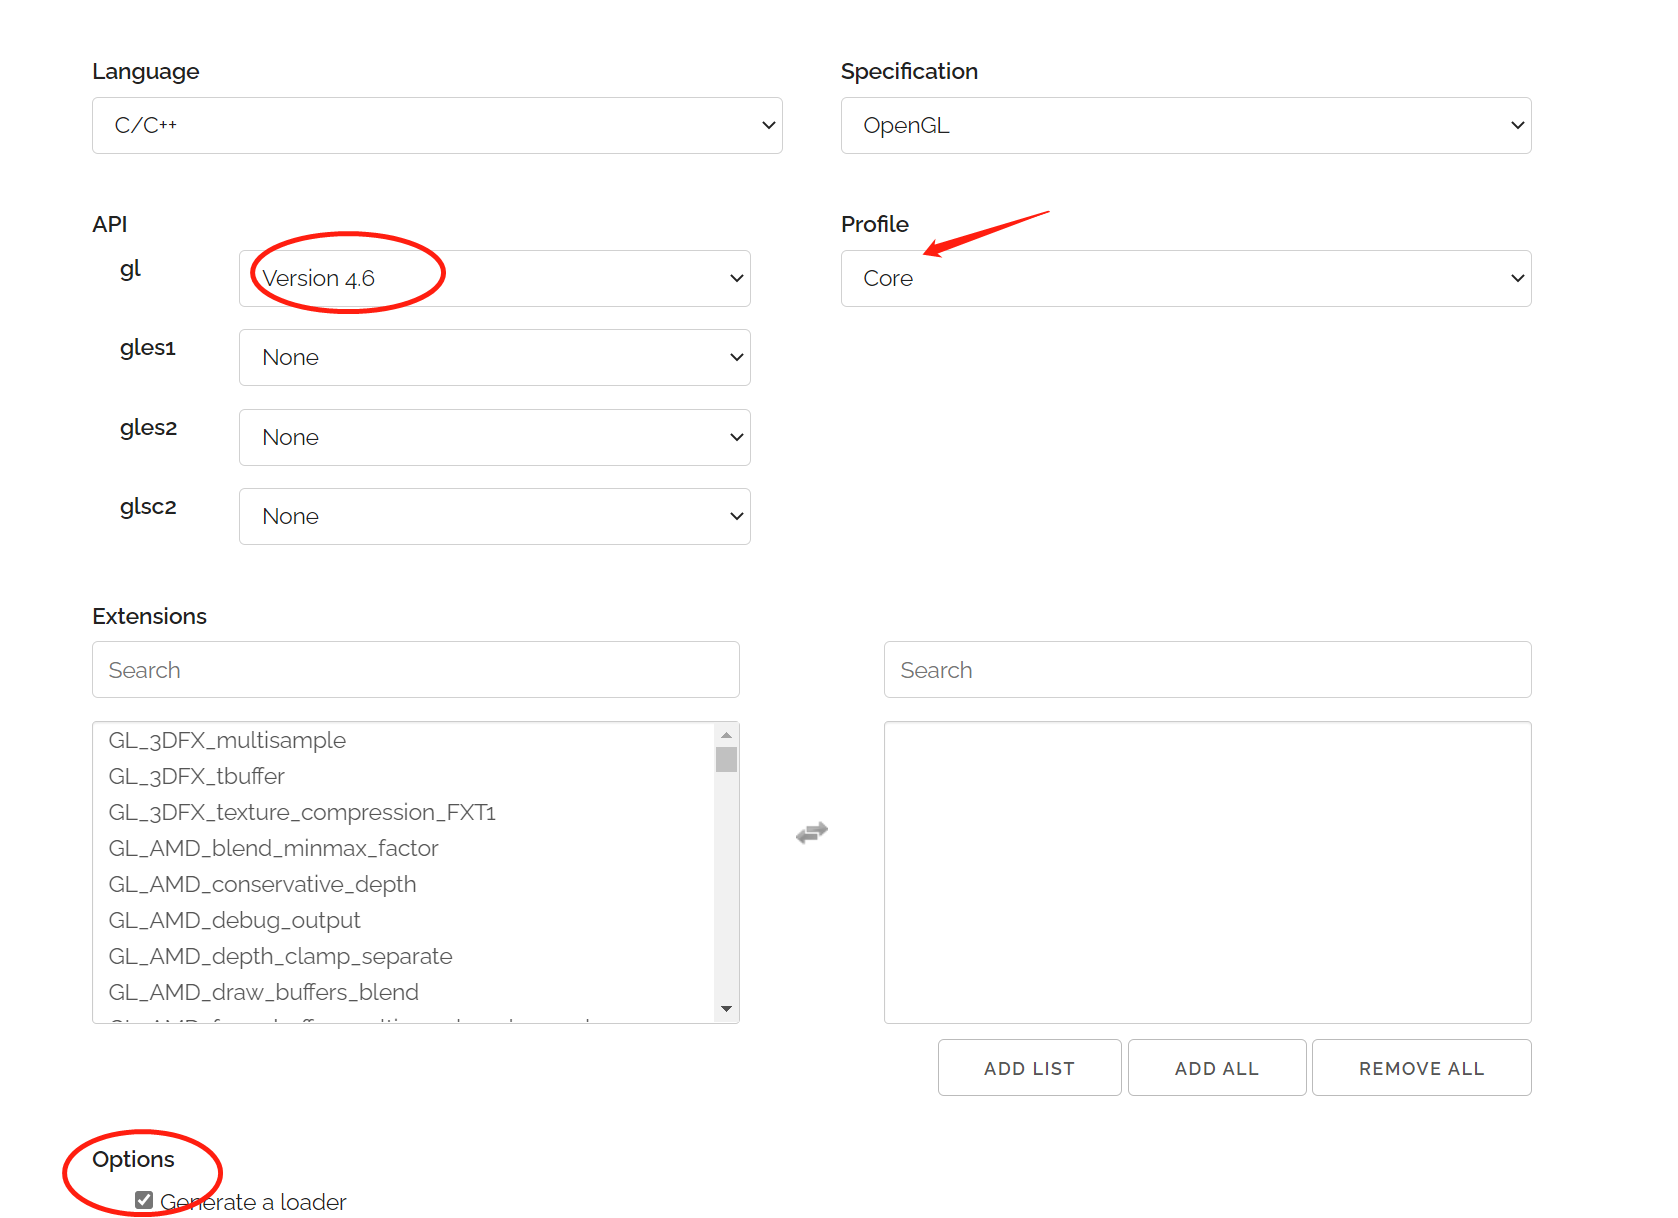 Language
Specification
C/C++
OpenGL
API
Profile
gl
Version 4.6
Core
gles1
None
gles2
None
glsc2
None
Extensions
Search
Search
GL_3DFX_multisample
GL_3DFX_tbuffer
GL_3DFX_texture_compression_FXT1
GL_AMD_blend_minmax_factor
GL_AMD_conservative_depth
GL_AMD_debug_output
GL_AMD_depth_clamp_separate
GL_AMD_draw_buffers_blend
ADD LIST
ADD ALL
REMOVE ALL
Options
Generate a loader